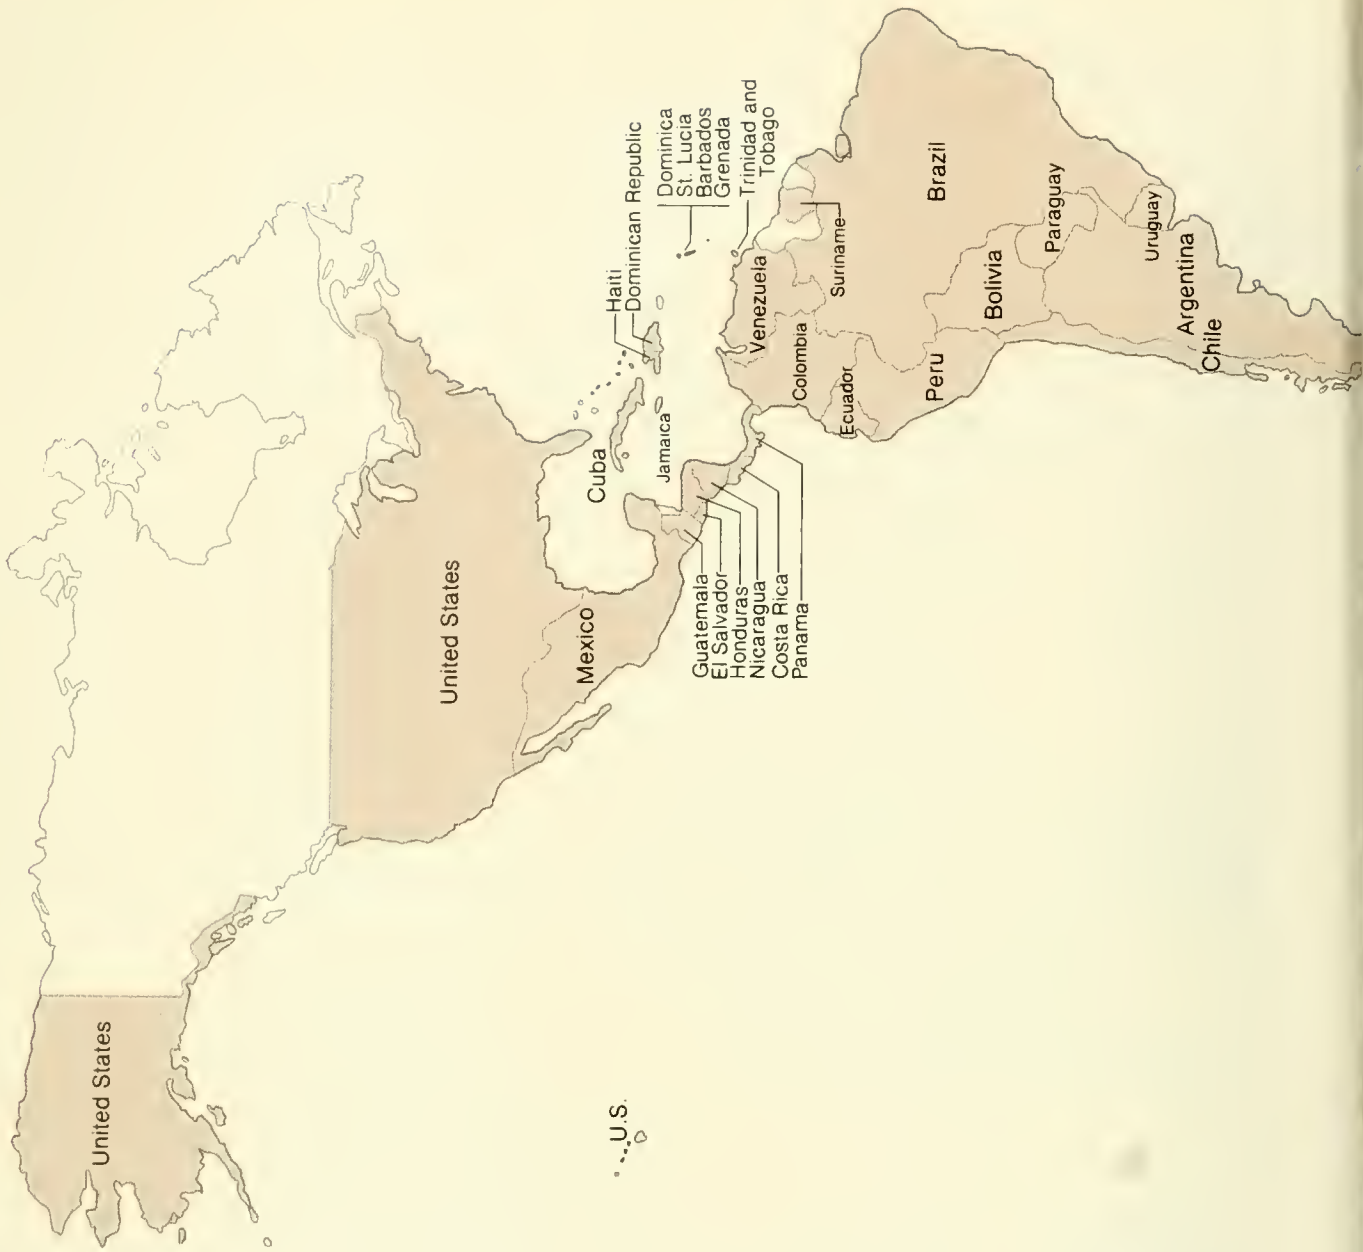 United States
United States
U.S.
Mexico
Cuba
Haiti
Dominican Republic
Jamaica
Dominica
St. Lucia
Barbados
Grenada
Trinidad and
Tobago
Guatemala
El Salvador
Honduras
Nicaragua
Costa Rica
Panama
Venezuela
Colombia
Suriname
Ecuador
Peru
Brazil
Bolivia
Paraguay
Uruguay
Argentina
Chile